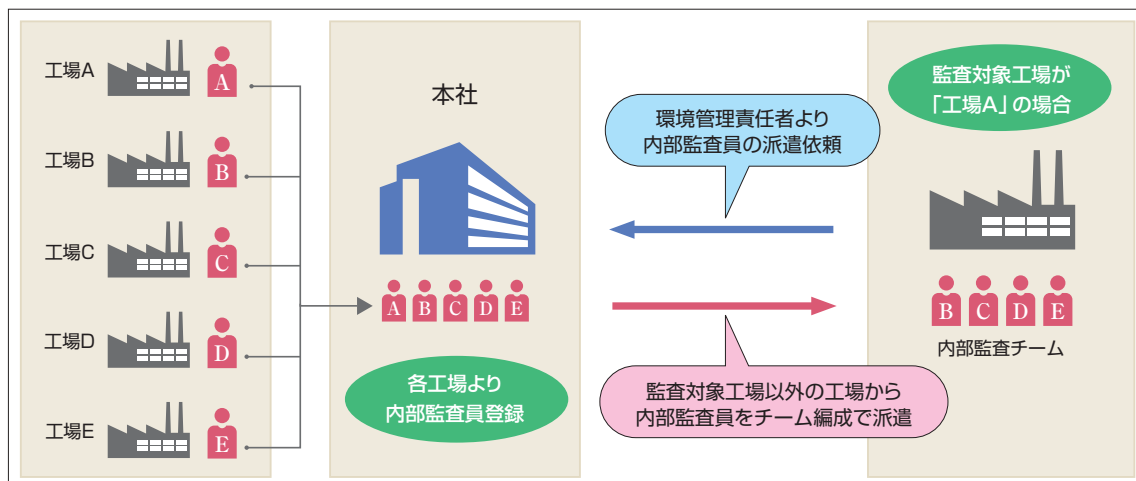 工場A
A
工場B
B
工場C
C
工場D
D
工場E
E
本社
A B C D E
各工場より
内部監査員登録
環境管理責任者より
内部監査員の派遣依頼
監査対象工場以外の工場から
内部監査員をチーム編成で派遣
監査対象工場が
「工場A」の場合
B C D E
内部監査チーム